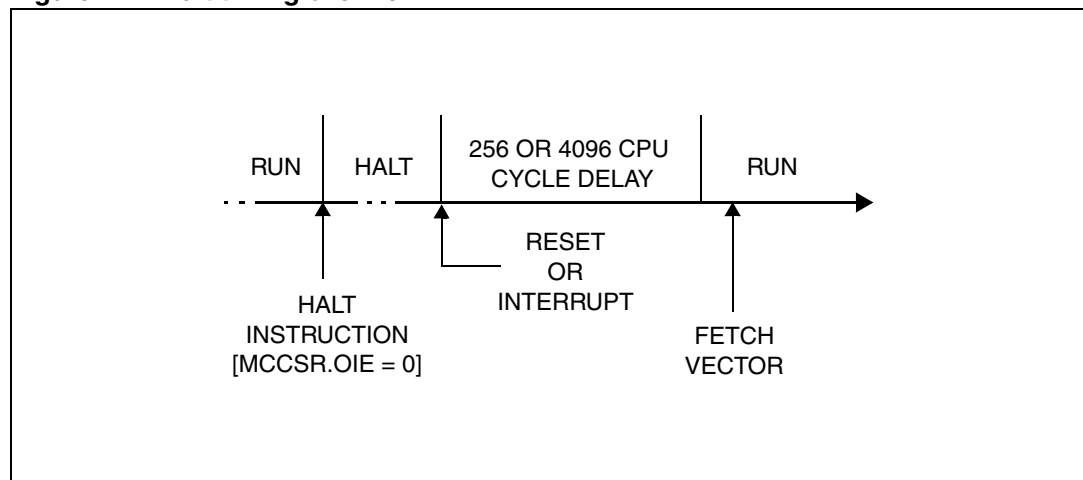 RUN
HALT
256 OR 4096 CPU
CYCLE DELAY
RUN
RESET
OR
INTERRUPT
HALT
INSTRUCTION
[MCCSR.OIE = 0]
FETCH
VECTOR